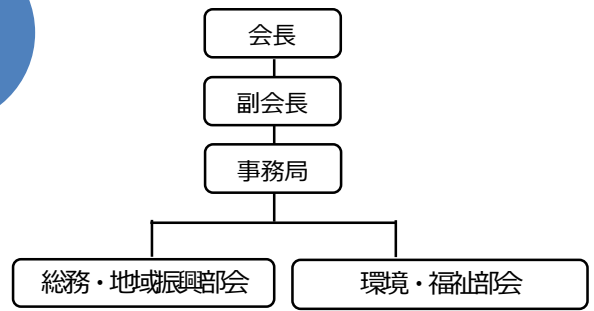 会長
副会長
事務局
総務・地域振興部会
環境・福祉部会